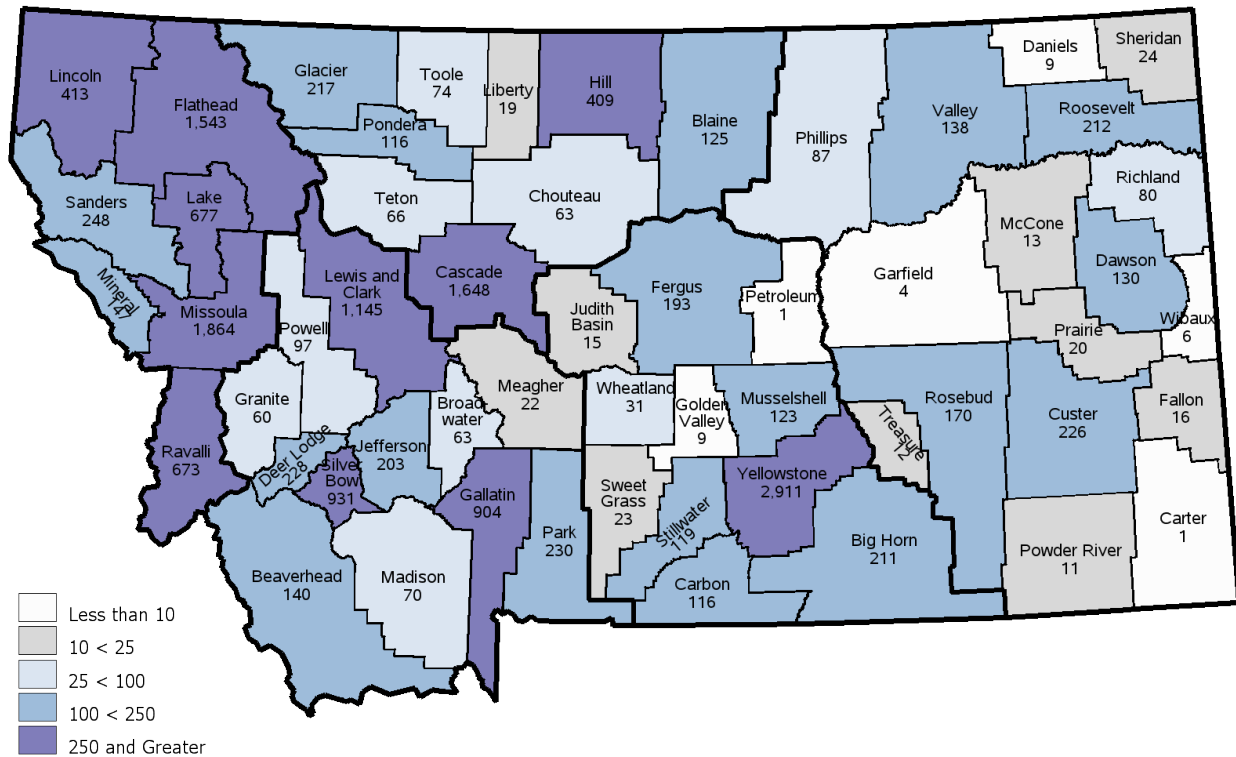 Lincoln
413
Flathead
1,543
Glacier
217
Toole
74
Liberty
19
Hill
409
Blaine
125
Phillips
87
Valley
138
Daniels
9
Sheridan
24
Roosevelt
212
Pondera
116
Sanders
248
Lake
677
Teton
66
Chouteau
63
Richland
80
McCone
13
Dawson
130
Mineral
147
Missoula
1,864
Powell
97
Lewis and
Clark
1,145
Cascade
1,648
Judith
Basin
15
Fergus
193
Petroleum
1
Garfield
4
Prairie
20
Wibaux
6
Granite
60
Broad
water
63
Meagher
22
Wheatland
31
Golden
Valley
9
Musselshell
123
Treasure
12
Rosebud
170
Custer
226
Fallon
16
Ravalli
673
Deer Lodge
228
Silver
Bow
931
Jefferson
203
Gallatin
904
Park
230
Sweet
Grass
23
Stillwater
119
Yellowstone
2,911
Big Horn
211
Powder River
11
Carter
1
Beaverhead
140
Madison
70
Carbon
116
Less than 10
10 < 25
25 < 100
100 < 250
250 and Greater